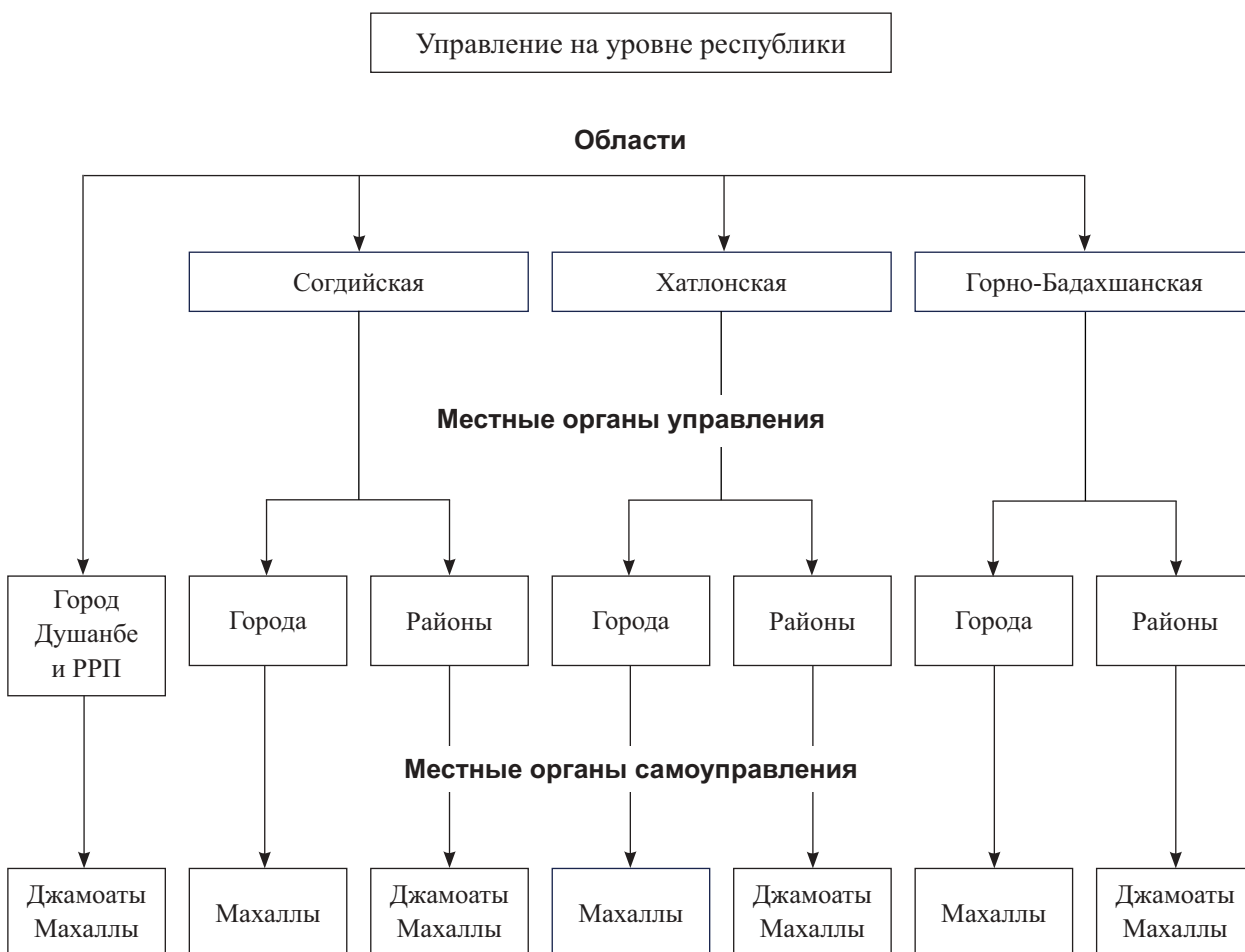 Управление на уровне республики
Области
Согдийская
Хатлонская
Горно-Бадахшанская
Местные органы управления
Город
Душанбе
и РРП
Города
Районы
Города
Районы
Города
Районы
Местные органы самоуправления
Джамоаты
Махаллы
Махаллы
Джамоаты
Махаллы
Махаллы
Джамоаты
Махаллы
Махаллы
Джамоаты
Махаллы